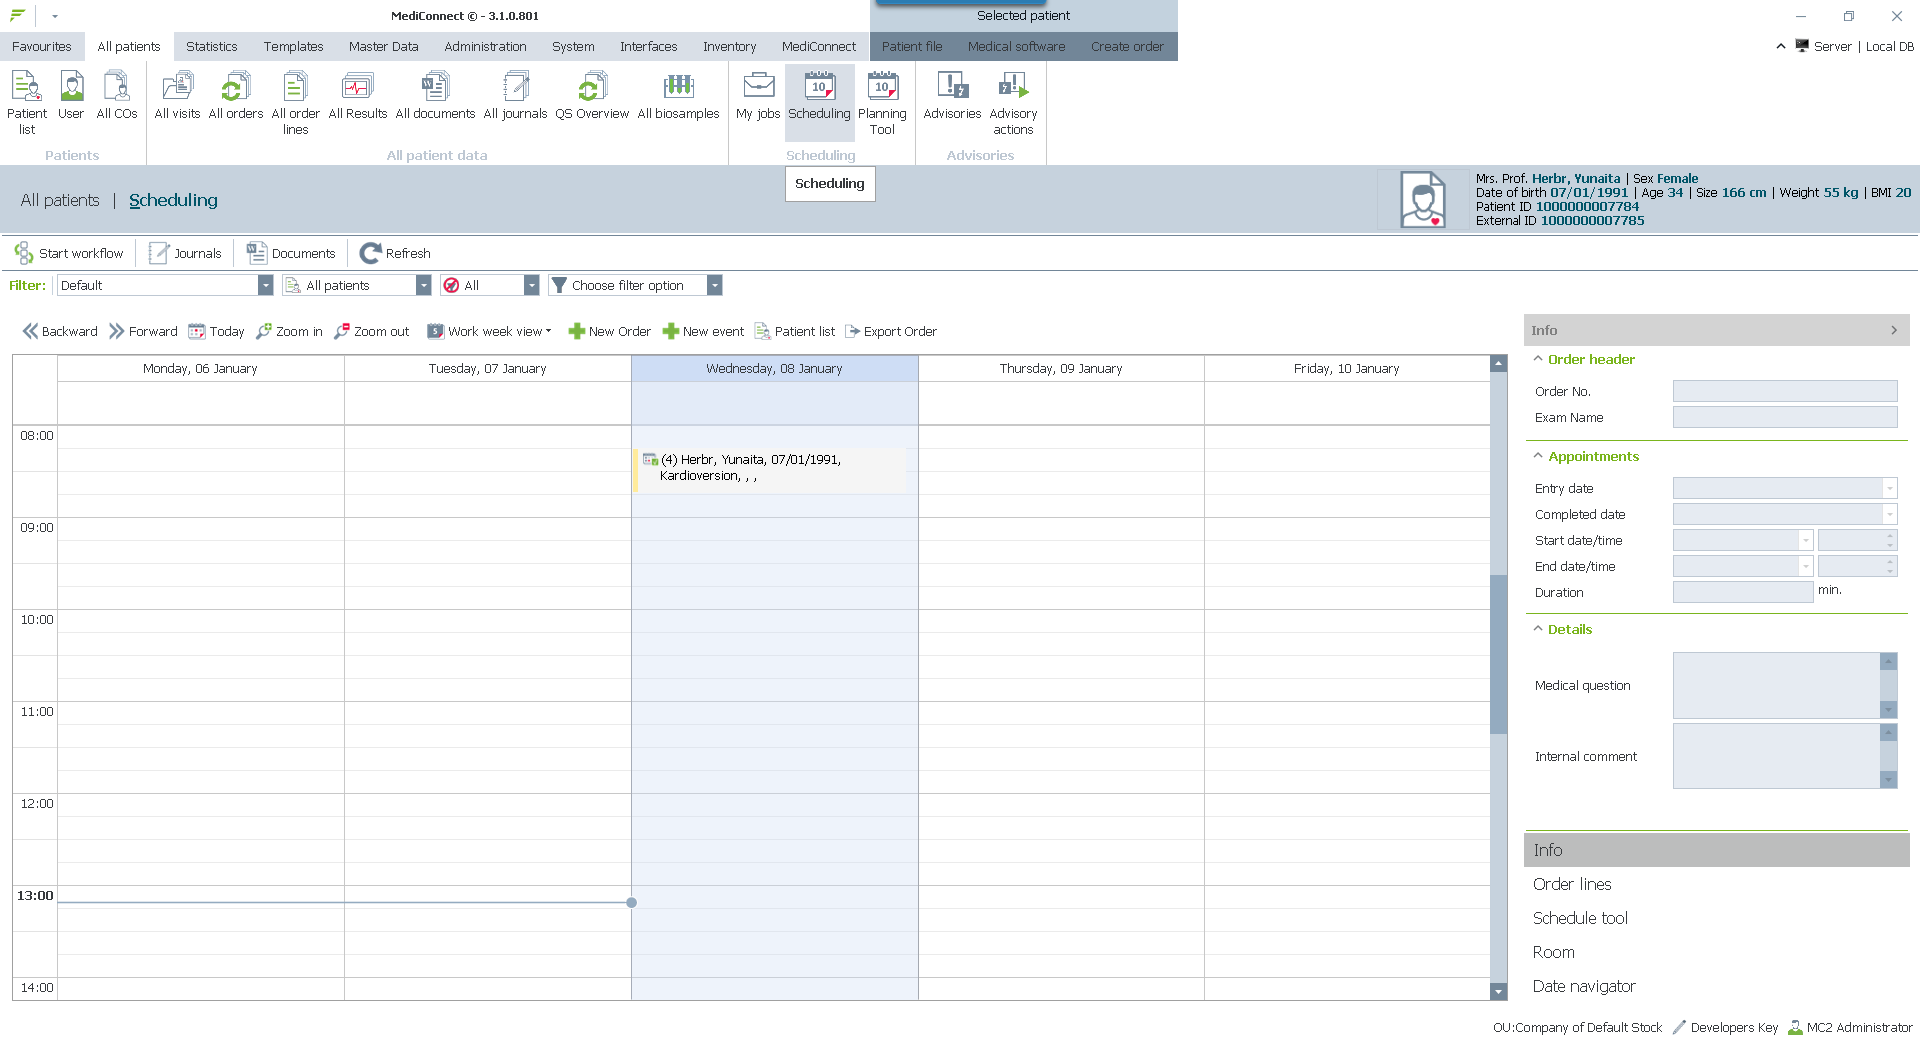 MediConnect © - 3.1.0.801
Selected patient
Favourites All patients Statistics Templates Master Data Administration System Interfaces Inventory MediConnect Patient file Medical software Create order
Server | Local DB
Patient list
User
All COs
All visits
All orders
All order lines
All Results
All documents
All journals
QS Overview
All biosamples
My jobs
10
Scheduling
10
Planning Tool
Advisories
Advisory actions
Patients
All patient data
Scheduling
Advisories
Scheduling
All patients | Scheduling
Mrs. Prof. Herbr, Yunaita | Sex Female
Date of birth 07/01/1991 | Age 34 | Size 166 cm | Weight 55 kg | BMI 20
Patient ID 1000000007784
External ID 1000000007785
Start workflow Journals Documents Refresh
Filter: Default All patients All Choose filter option
Backward Forward Today Zoom in Zoom out Work week view New Order New event Patient list Export Order
Monday, 06 January Tuesday, 07 January Wednesday, 08 January Thursday, 09 January Friday, 10 January
08:00
(4) Herbr, Yunaita, 07/01/1991,
Kardioversion, , ,
09:00
10:00
11:00
12:00
13:00
14:00
Info
Order header
Order No.
Exam Name
Appointments
Entry date
Completed date
Start date/time
End date/time
Duration min.
Details
Medical question
Internal comment
Info
Order lines
Schedule tool
Room
Date navigator
OU:Company of Default Stock Developers Key MC2 Administrator